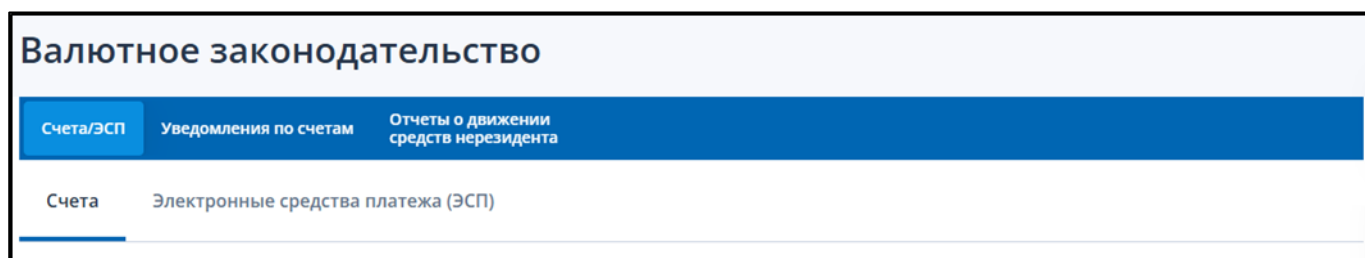 Валютное законодательство
Счета/ЭСП
Уведомления по счетам
Отчеты о движении
средств нерезидента
Счета
Электронные средства платежа (ЭСП)